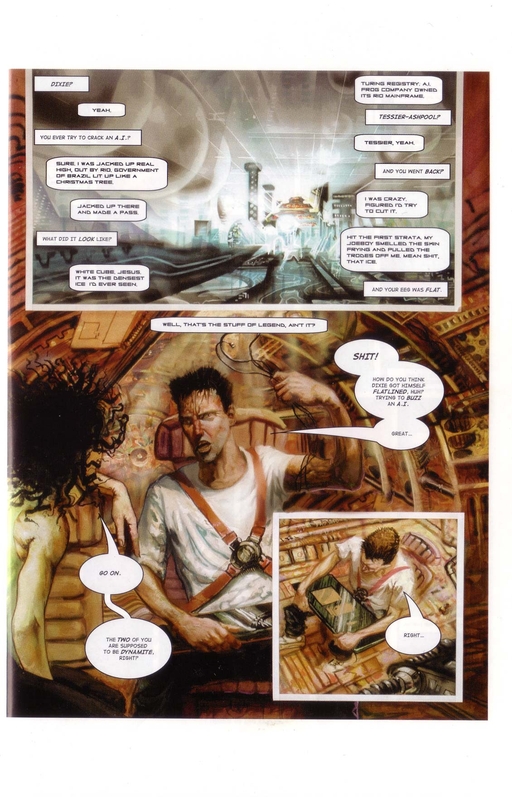 DIXIE?
YEAH.
YOU EVER TRY TO CRACK AN A.I.?
SURE. I WAS JACKED UP REAL
HIGH, OUT BY RIO, GOVERNMENT
OF BRAZIL LIT UP LIKE A
CHRISTMAS TREE.
JACKED UP THERE
AND MADE A PASS.
WHAT DID IT LOOK LIKE?
WHITE CUBE, JESUS,
IT WAS THE DENSEST
ICE I'D EVER SEEN.
TURING REGISTRY, A.I.
FROG COMPANY OWNED
ITS RIO MAINFRAME.
TESSIER-ASHPOOL?
TESSIER, YEAH.
AND YOU WENT BACK?
I WAS CRAZY.
FIGURED I'D TRY
TO CUT IT.
HIT THE FIRST STRATA, MY
JOEBOY SMELLED THE SKIN
FRYING AND PULLED THE
TRODES OFF ME. MEAN SHIT,
THAT ICE.
AND YOUR EEG WAS FLAT.
WELL, THAT'S THE STUFF OF LEGEND, AIN'T IT?
SHIT!
HOW DO YOU THINK
DIXIE GOT HIMSELF
FLATLINED, HUH?
TRYING TO BUZZ
AN A.I.
GREAT...
GO ON.
THE TWO OF YOU
ARE SUPPOSED
TO BE DYNAMITE,
RIGHT?
RIGHT...